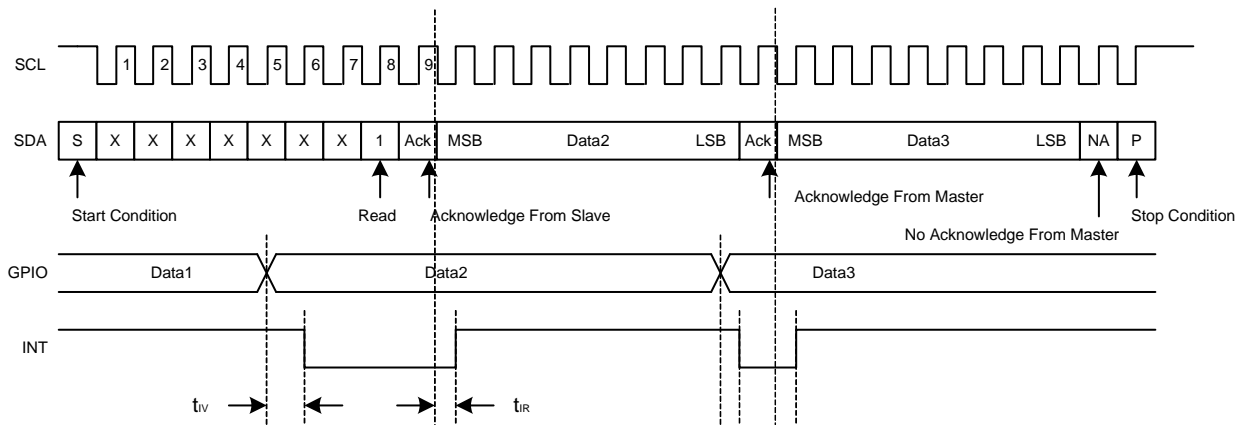 SCL 1 2 3 4 5 6 7 8 9
SDA S X X X X X X X 1 Ack MSB Data2 LSB Ack MSB Data3 LSB NA P
Acknowledge From Master
Start Condition Read Acknowledge From Slave Stop Condition
No Acknowledge From Master
GPIO Data1 Data2 Data3
INT
tIV tIR